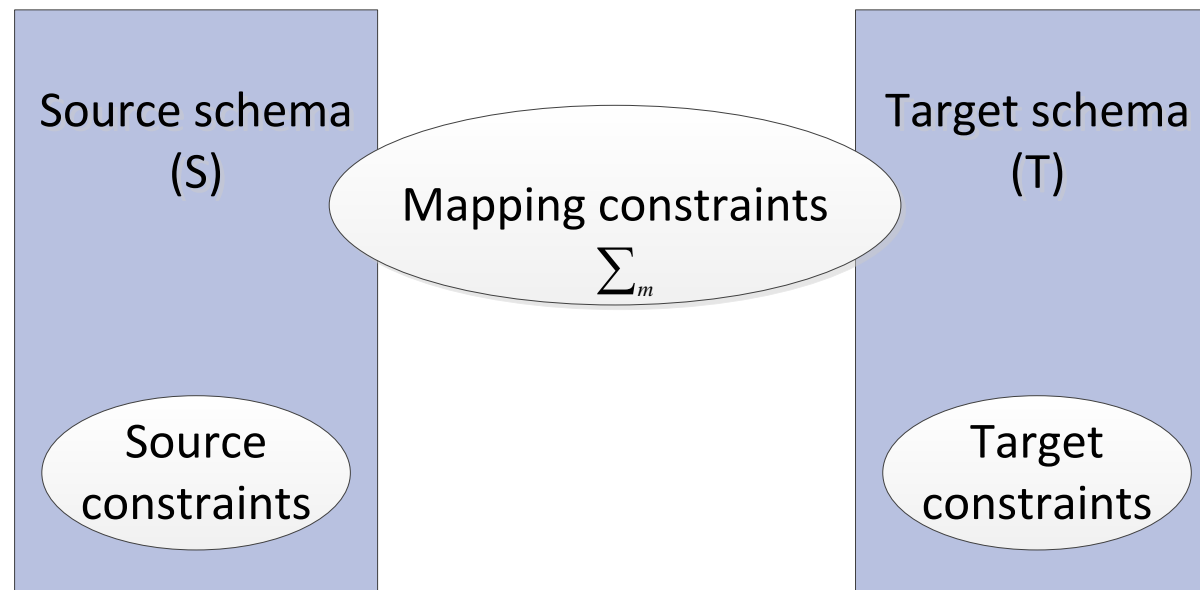 Source schema
(S)
Mapping constraints
∑m
Target schema
(T)
Source
constraints
Target
constraints